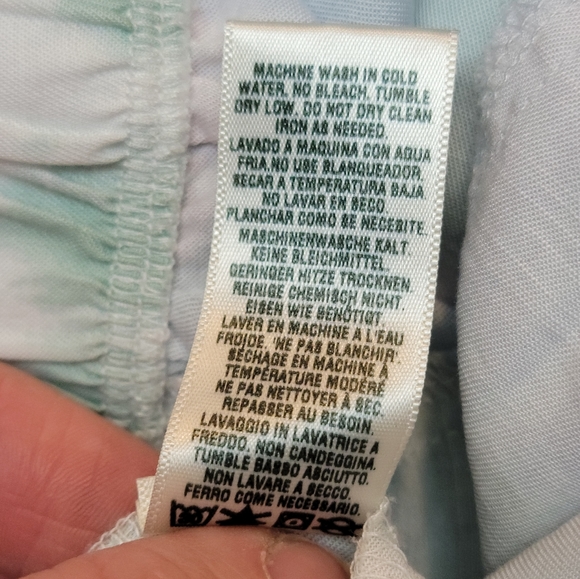 MACHINE WASH IN COLD
WATER, NO BLEACH. TUMBLE
DRY LOW. DO NOT DRY CLEAN
IRON AS NEEDED.
LAVADO A MAQUINA CON AGUA
FRIA.NO USE BLANQUEADOR
SECAR A TEMPERATURA BAJA
NO LAVAR EN SECO
PLANCHAR COMO SE NECESITE.
MASCHINENWASCHE KALT.
KEINE BLEICHMITTEL.
GERINGER HITZE TROCKNEN
REINIGE CHEMISCH NICHT
EISEN WIE BENÖTIGT
LAVER EN MACHINE A L'EAU
FROIDE. 'NE PAS BLANCHIR'
SÉCHAGE EN MACHINE À
TEMPÉRATURE MODÉRÉ
NE PAS NETTOYER À SEC.
REPASSER AU BESOIN.
LAVAGGIO IN LAVATRICE A
FREDDO. NON CANDEGGINA.
TUMBLE BASSO ASCIUTTO.
NON LAVARE A SECCO.
FERRO COME NECESSARIO.